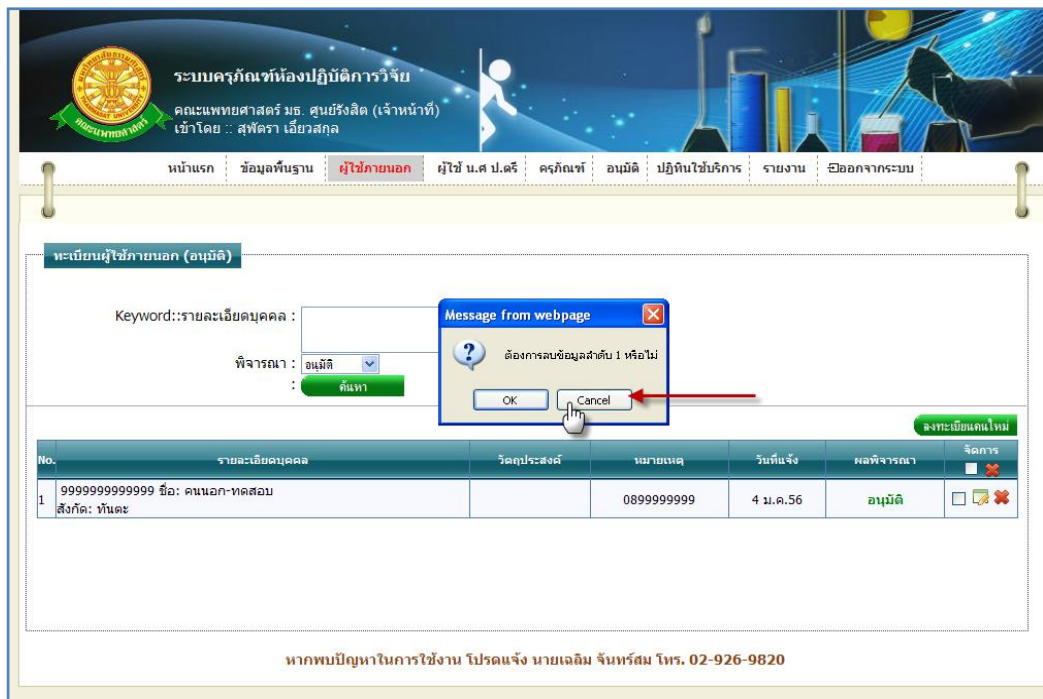 ระบบครุภัณฑ์ห้องปฏิบัติการวิจัย
คณะแพทยศาสตร์ มธ. ศูนย์รังสิต (เจ้าหน้าที่)
เข้าโดย :: สุพัตรา เอี่ยวสกุล
คณะแพทยศาสตร์
หน้าแรก ข้อมูลพื้นฐาน ผู้ใช้ภายนอก ผู้ใช้ น.ศ ป.ตรี ครุภัณฑ์ อนุมัติ ปฏิทินใช้บริการ รายงาน ออกจากระบบ
ทะเบียนผู้ใช้ภายนอก (อนุมัติ)
Keyword::รายละเอียดบุคคล :
พิจารณา : อนุมัติ
: ค้นหา
Message from webpage
ต้องการลบข้อมูลลำดับ 1 หรือไม่
OK Cancel
ลงทะเบียนคนใหม่
No. รายละเอียดบุคคล วัตถุประสงค์ หมายเหตุ วันที่แจ้ง ผลพิจารณา จัดการ
1 9999999999999 ชื่อ: คนนอก-ทดสอบ 0899999999 4 ม.ค.56 อนุมัติ
สังกัด: ทันตะ
หากพบปัญหาในการใช้งาน โปรดแจ้ง นายเฉลิม จันทร์สม โทร. 02-926-9820